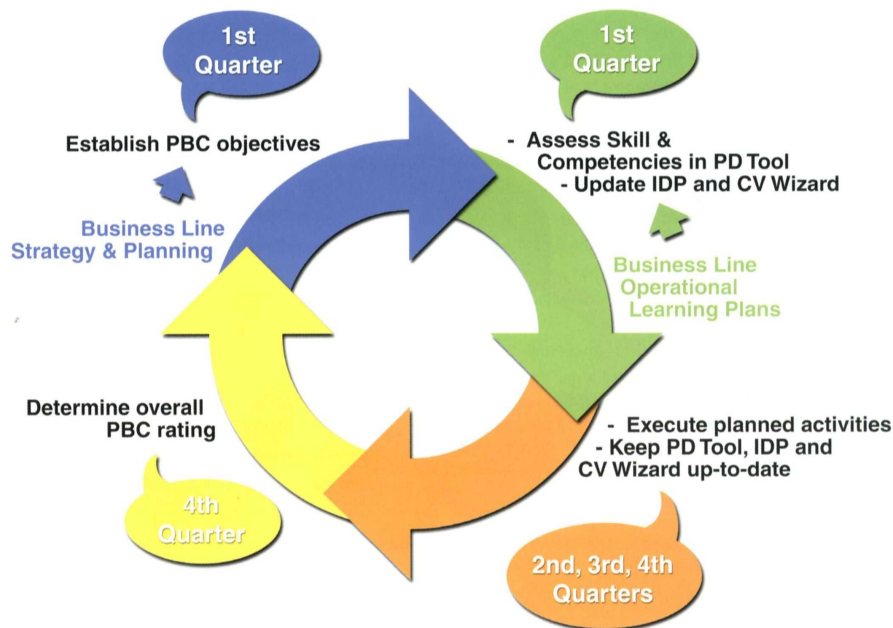 1st
Quarter
Establish PBC objectives
Business Line
Strategy & Planning
1st
Quarter
- Assess Skill &
Competencies in PD Tool
- Update IDP and CV Wizard
Business Line
Operational
Learning Plans
- Execute planned activities
- Keep PD Tool, IDP and
CV Wizard up-to-date
2nd, 3rd, 4th
Quarters
Determine overall
PBC rating
4th
Quarter